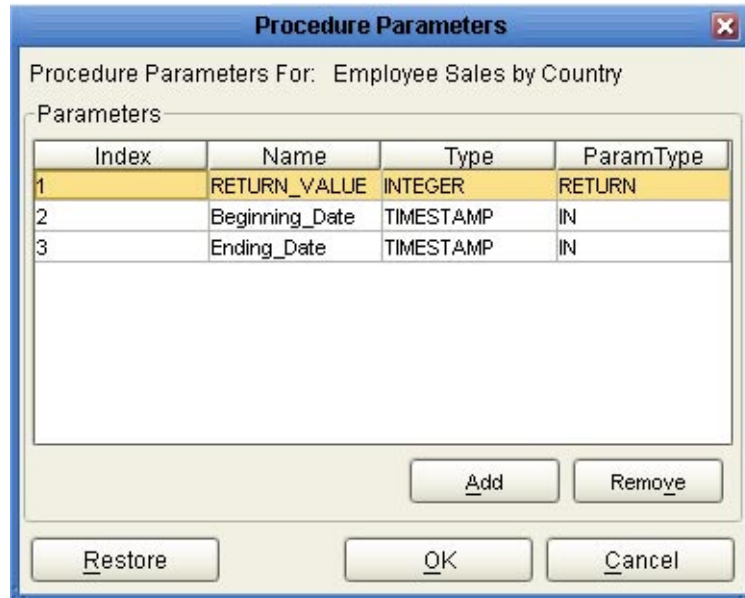 Procedure Parameters
Procedure Parameters For: Employee Sales by Country
Parameters
Index Name Type ParamType
1 RETURN_VALUE INTEGER RETURN
2 Beginning_Date TIMESTAMP IN
3 Ending_Date TIMESTAMP IN
Add Remove
Restore OK Cancel